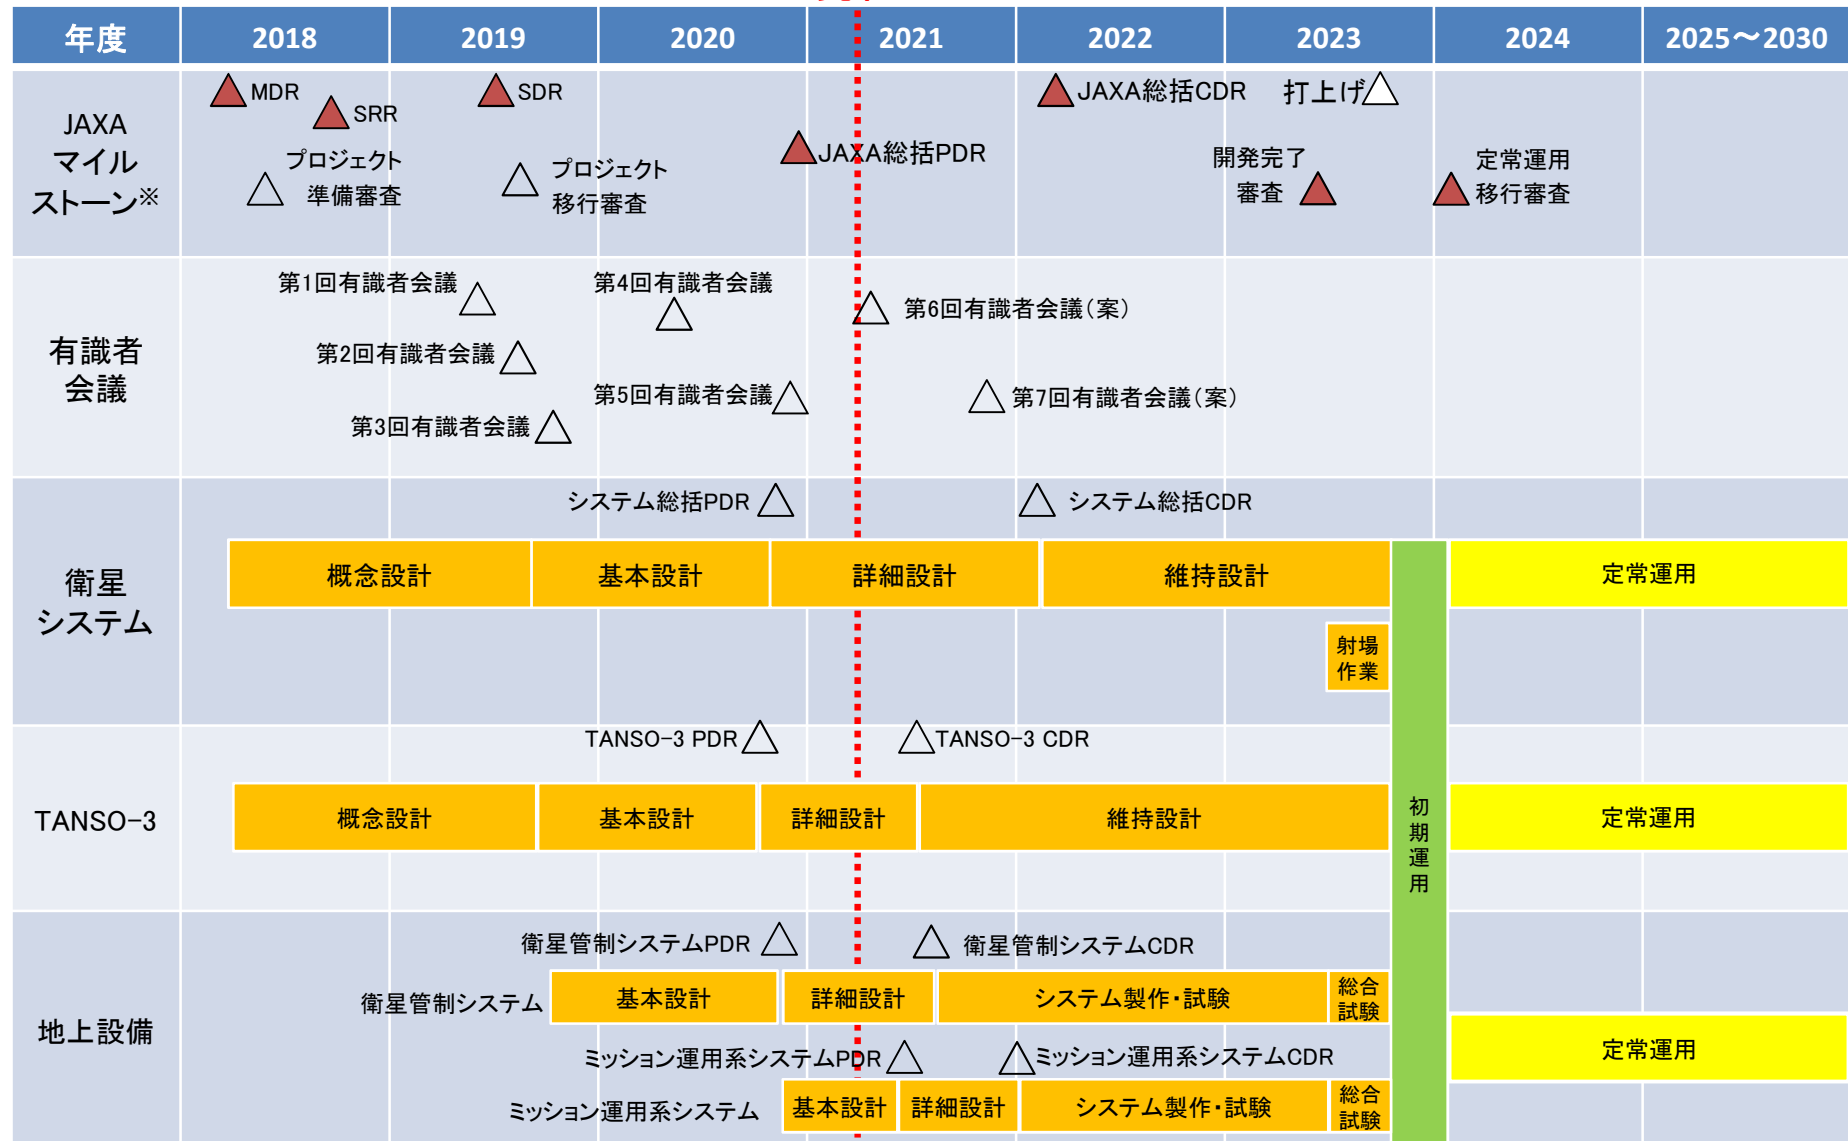 年度 2018 2019 2020 2021 2022 2023 2024 2025～2030
JAXA
マイル
ストーン※
MDR
SRR
SDR
プロジェクト
準備審査
プロジェクト
移行審査
JAXA総括PDR
JAXA総括CDR
打上げ
開発完了
審査
定常運用
移行審査
有識者
会議
第1回有識者会議
第2回有識者会議
第3回有識者会議
第4回有識者会議
第5回有識者会議
第6回有識者会議（案）
第7回有識者会議（案）
衛星
システム
システム総括PDR
システム総括CDR
概念設計
基本設計
詳細設計
維持設計
定常運用
射場
作業
TANSO-3
TANSO-3 PDR
TANSO-3 CDR
概念設計
基本設計
詳細設計
維持設計
初期運用
定常運用
地上設備
衛星管制システムPDR
衛星管制システムCDR
衛星管制システム
基本設計
詳細設計
システム製作・試験
総合
試験
ミッション運用系システムPDR
ミッション運用系システムCDR
ミッション運用系システム
基本設計
詳細設計
システム製作・試験
総合
試験
定常運用